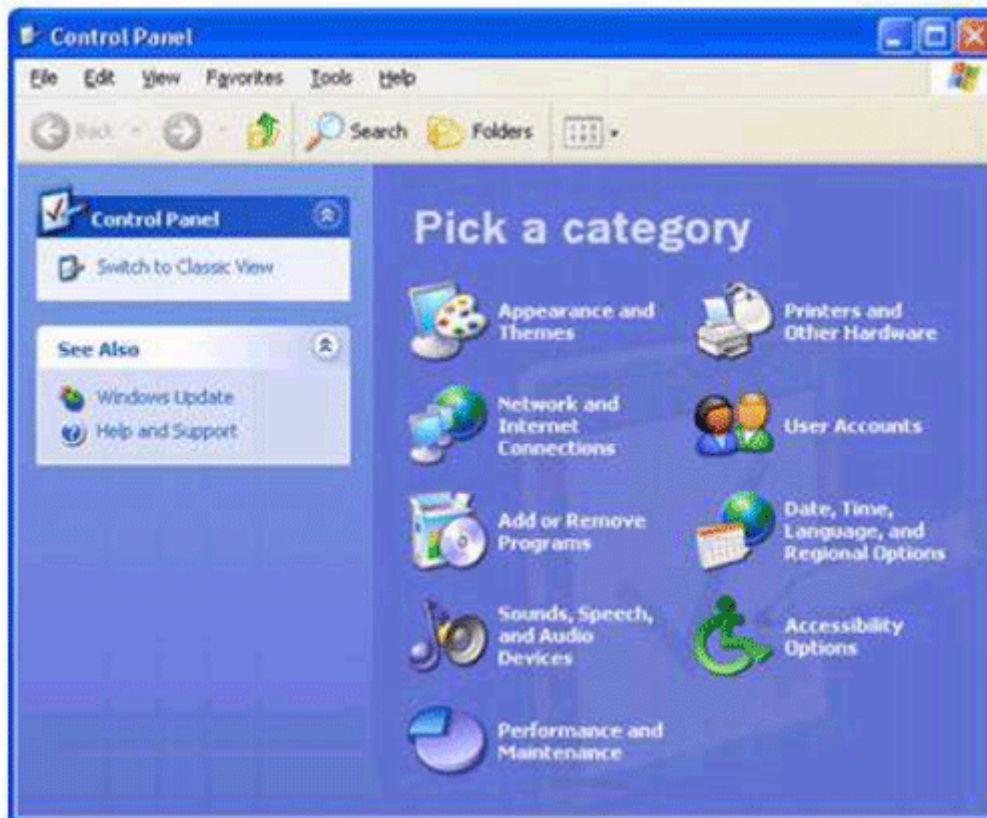 Control Panel
File Edit View Favorites Tools Help
Back Search Folders
Control Panel
Switch to Classic View
See Also
Windows Update
Help and Support
Pick a category
Appearance and
Themes
Printers and
Other Hardware
Network and
Internet
Connections
User Accounts
Add or Remove
Programs
Date, Time,
Language, and
Regional Options
Sounds, Speech,
and Audio
Devices
Accessibility
Options
Performance and
Maintenance